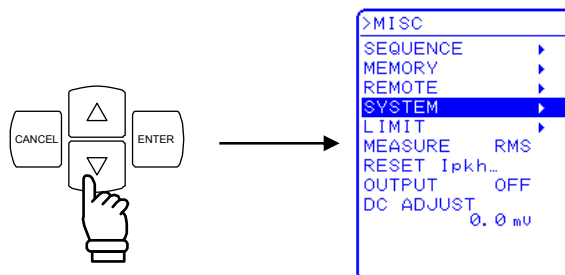 CANCEL
ENTER
>MISC
SEQUENCE
MEMORY
REMOTE
SYSTEM
LIMIT
MEASURE RMS
RESET Ipkh…
OUTPUT OFF
DC ADJUST
0.0 mV